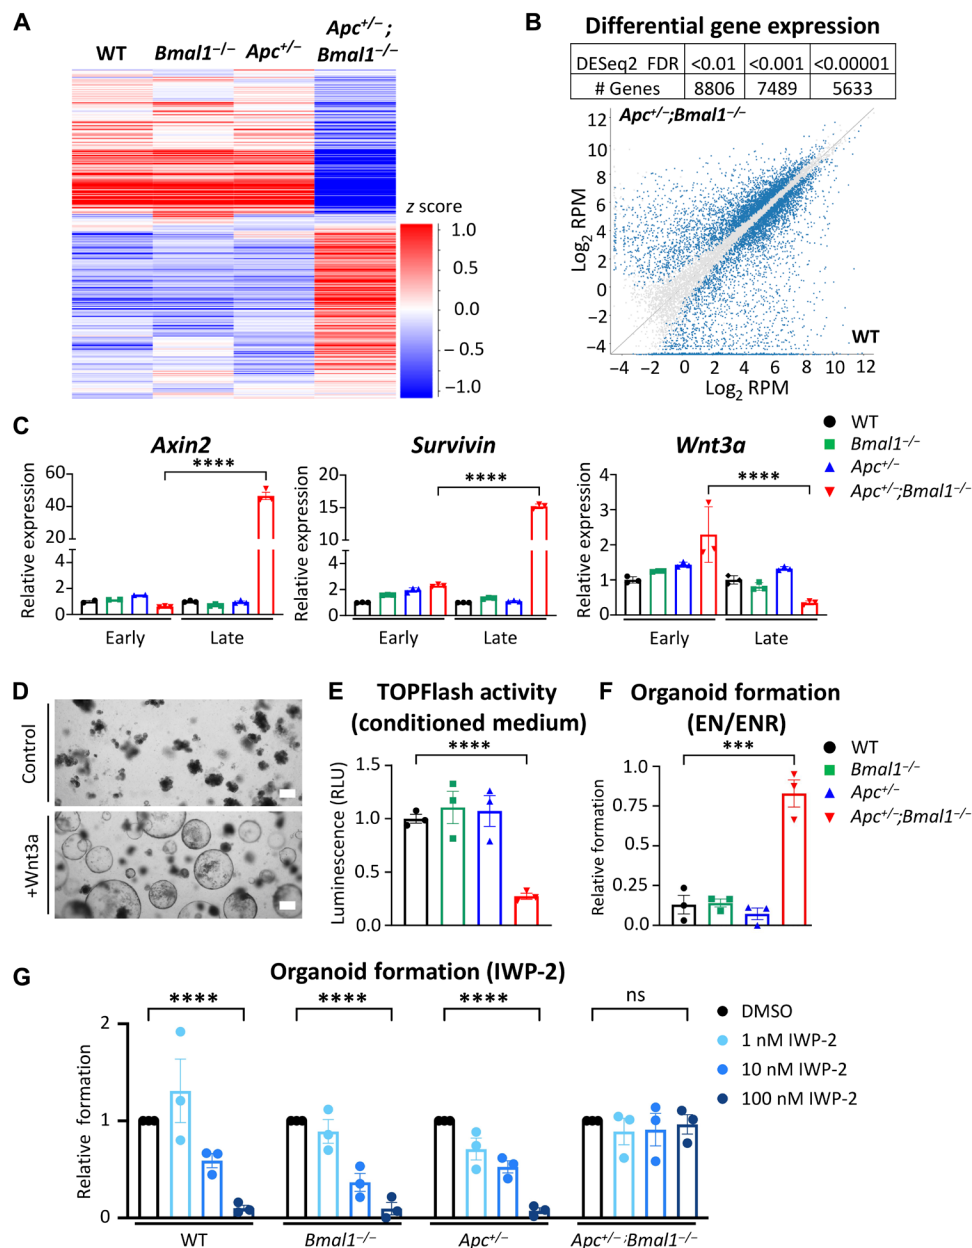 A
WT
Bmal1−/−
Apc+/−
Apc+/−;
Bmal1−/−
z score
1.0
0.5
0.0
− 0.5
−1.0
B
Differential gene expression
DESeq2 FDR <0.01 <0.001 <0.00001
# Genes 8806 7489 5633
Apc+/−;Bmal1−/−
Log2 RPM
12
10
8
6
4
2
0
−2
−4
WT
−4 −2 0 2 4 6 8 10 12
Log2 RPM
C
Axin2
Relative expression
60
40
20
4
2
0
****
Early Late
Survivin
Relative expression
20
15
10
4
2
0
****
Early Late
Wnt3a
Relative expression
4
3
2
1
0
****
Early Late
WT
Bmal1−/−
Apc+/−
Apc+/−;Bmal1−/−
D
Control
+Wnt3a
E
TOPFlash activity
(conditioned medium)
Luminescence (RLU)
1.5
1.0
0.5
0.0
****
F
Organoid formation
(EN/ENR)
Relative formation
1.0
0.75
0.25
0.00
***
WT
Bmal1−/−
Apc+/−
Apc+/−;Bmal1−/−
G
Organoid formation (IWP-2)
Relative formation
2
1
0
**** **** **** ns
WT Bmal1−/− Apc+/− Apc+/−;Bmal1−/−
DMSO
1 nM IWP-2
10 nM IWP-2
100 nM IWP-2